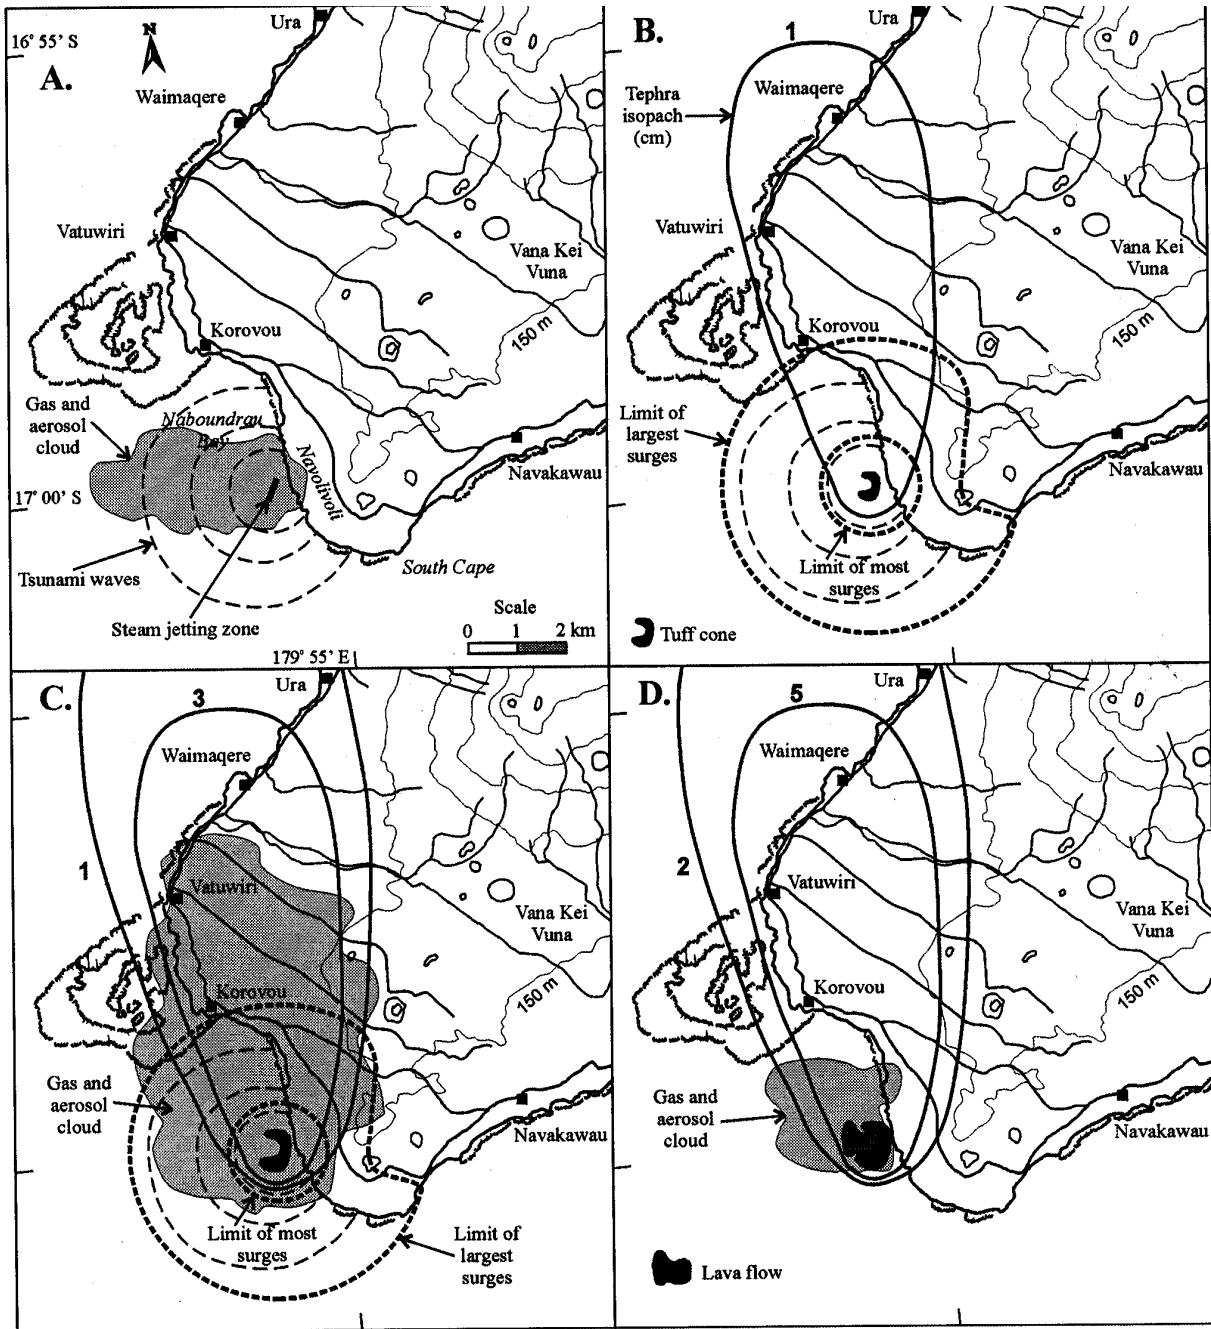 A.
16° 55’ S
N
Ura
Waimaqere
Vatuwiri
Vana Kei
Vuna
150 m
Korovou
Gas and
aerosol
cloud
Naboundrau
Bay
Navolivoli
Navakawau
17° 00’ S
Tsunami waves
South Cape
Steam jetting zone
Scale
0 1 2 km
179° 55’ E
B.
1
Ura
Tephra
isopach
(cm)
Waimaqere
Vatuwiri
Vana Kei
Vuna
150 m
Korovou
Limit of
largest
surges
Navakawau
Limit of most
surges
Tuff cone
C.
3
Ura
Waimaqere
1
Vatuwiri
Vana Kei
Vuna
150 m
Korovou
Gas and
aerosol
cloud
Navakawau
Limit of most
surges
Limit of
largest
surges
D.
5
Ura
Waimaqere
2
Vatuwiri
Vana Kei
Vuna
150 m
Korovou
Gas and
aerosol
cloud
Navakawau
Lava flow